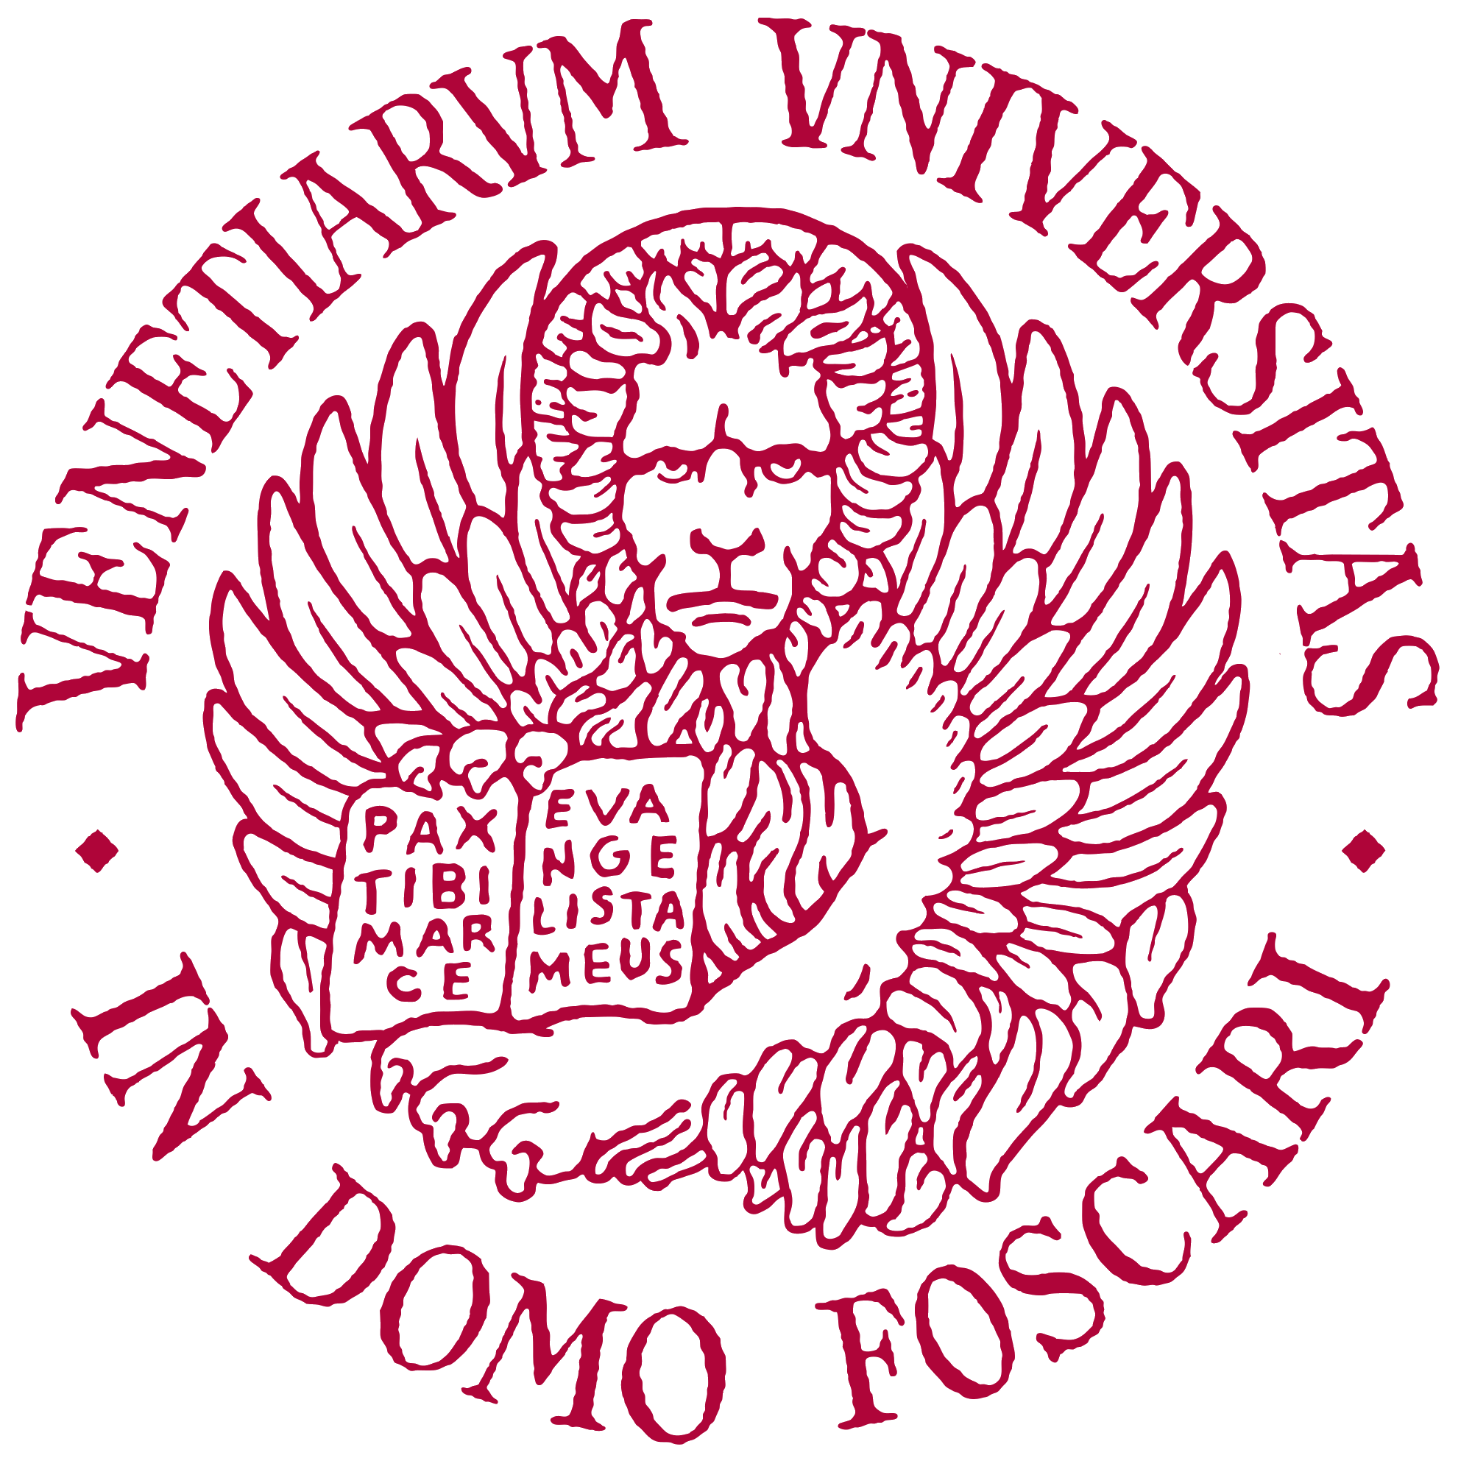 VENETIARVM VNIVERSITAS
IN DOMO FOSCARI
PAX
TIBI
MAR
CE
EVA
NGE
LISTA
MEUS